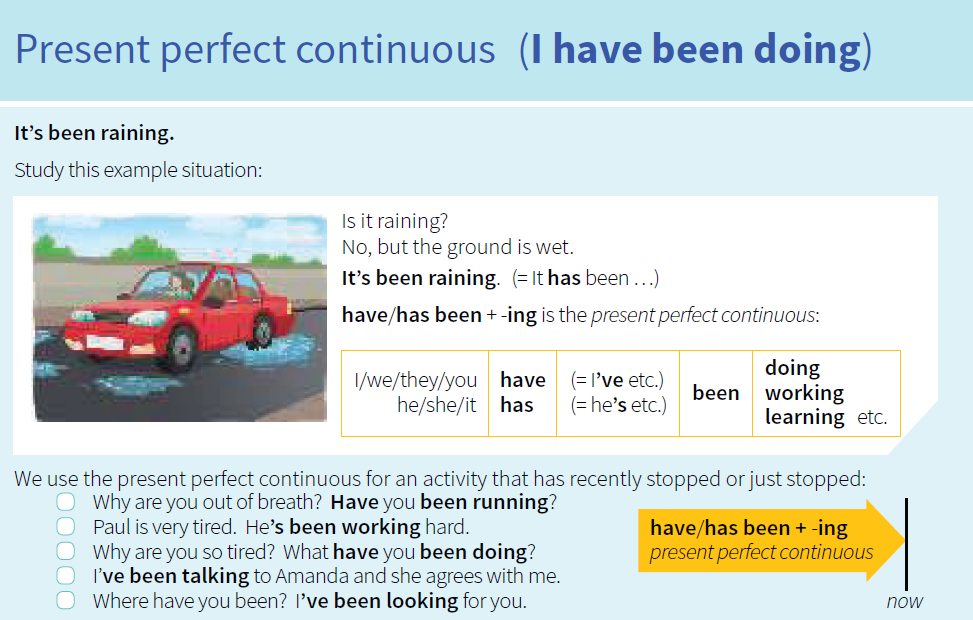 Present perfect continuous (I have been doing)
It’s been raining.
Study this example situation:
Is it raining?
No, but the ground is wet.
It’s been raining. (= It has been …)
have/has been + -ing is the present perfect continuous:
I/we/they/you have (= I’ve etc.) been doing
he/she/it has (= he’s etc.) working
learning etc.
We use the present perfect continuous for an activity that has recently stopped or just stopped:
Why are you out of breath? Have you been running?
Paul is very tired. He’s been working hard.
Why are you so tired? What have you been doing?
I’ve been talking to Amanda and she agrees with me.
Where have you been? I’ve been looking for you.
have/has been + -ing
present perfect continuous
now